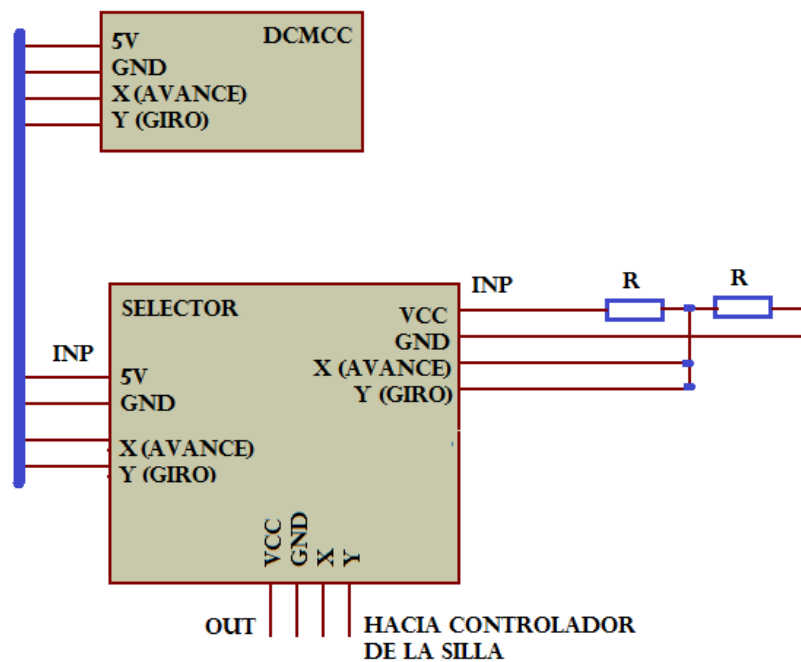 DCMCC
5V
GND
X (AVANCE)
Y (GIRO)
SELECTOR
INP
5V
GND
X (AVANCE)
Y (GIRO)
INP
R
R
VCC
GND
X (AVANCE)
Y (GIRO)
VCC
GND
X
Y
OUT
HACIA CONTROLADOR
DE LA SILLA